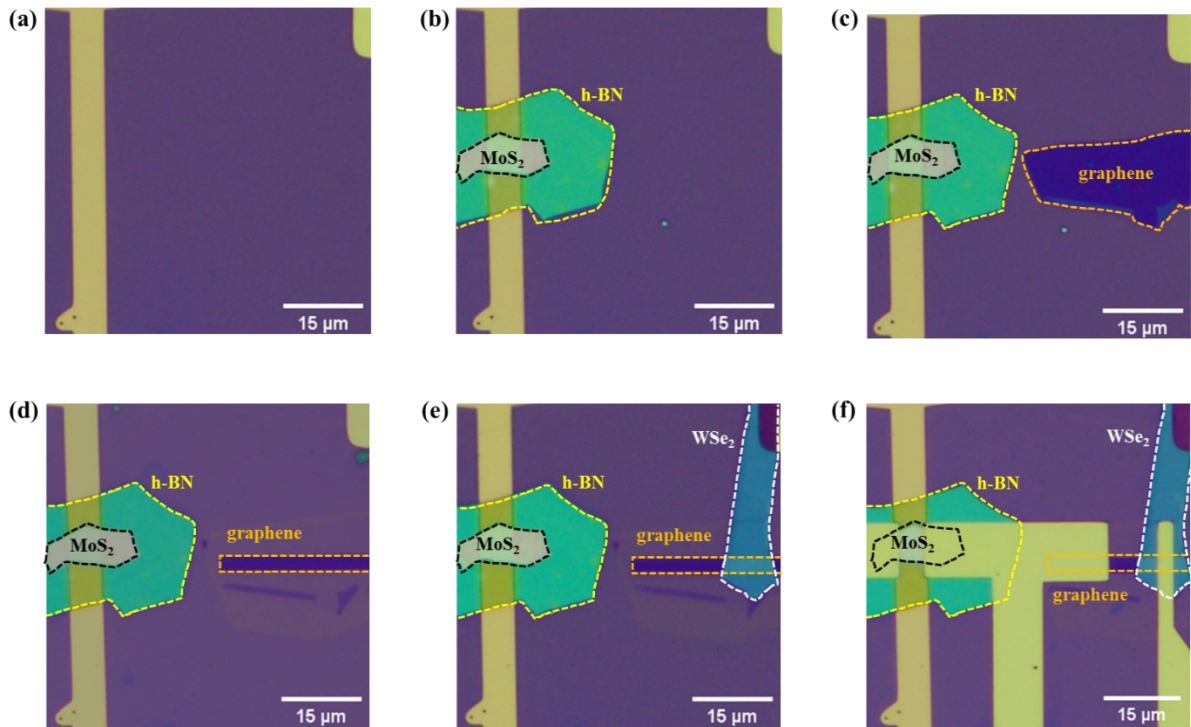 (a)
15 µm
(b)
h-BN
MoS₂
15 µm
(c)
h-BN
MoS₂
graphene
15 µm
(d)
h-BN
graphene
MoS₂
15 µm
(e)
WSe₂
h-BN
graphene
MoS₂
15 µm
(f)
WSe₂
h-BN
MoS₂
graphene
15 µm